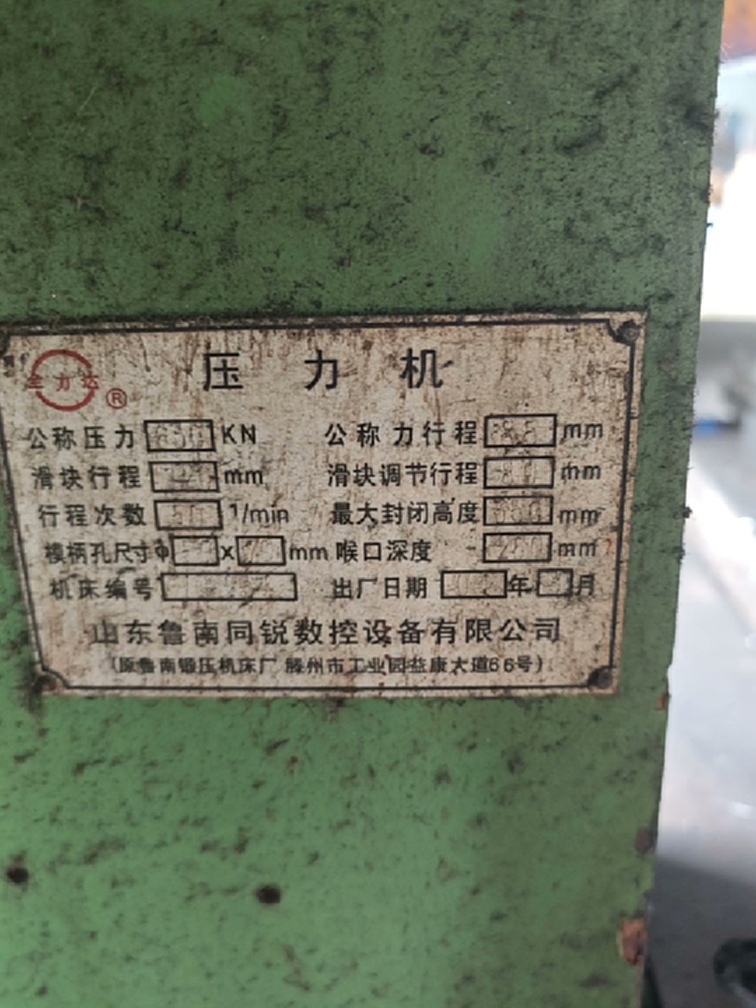 全力达®
压力机
公称压力 KN 公称力行程 mm
滑块行程 mm 滑块调节行程 mm
行程次数 1/min 最大封闭高度 mm
模柄孔尺寸Φ x mm 喉口深度 mm
机床编号 出厂日期 年 月
山东鲁南同锐数控设备有限公司
(原鲁南锻压机床厂 滕州市工业园益康大道66号)